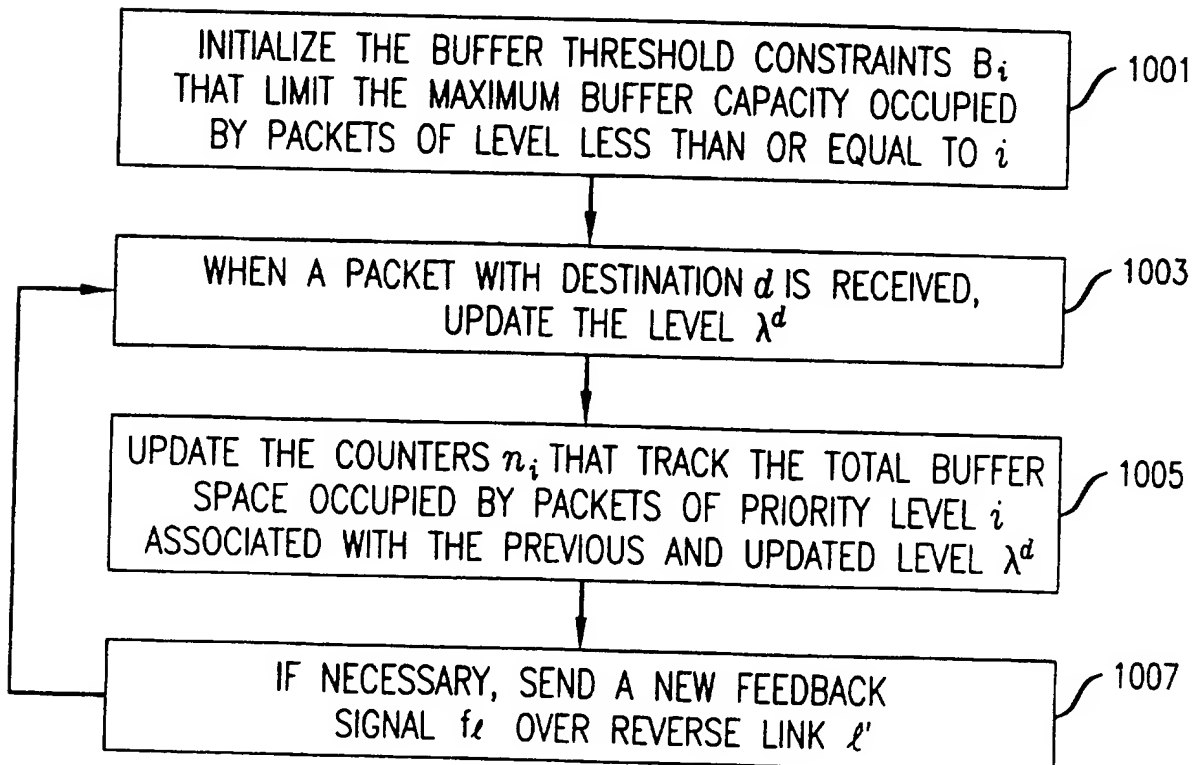 INITIALIZE THE BUFFER THRESHOLD CONSTRAINTS Bi
THAT LIMIT THE MAXIMUM BUFFER CAPACITY OCCUPIED
BY PACKETS OF LEVEL LESS THAN OR EQUAL TO i
1001
WHEN A PACKET WITH DESTINATION d IS RECEIVED,
UPDATE THE LEVEL λd
1003
UPDATE THE COUNTERS ni THAT TRACK THE TOTAL BUFFER
SPACE OCCUPIED BY PACKETS OF PRIORITY LEVEL i
ASSOCIATED WITH THE PREVIOUS AND UPDATED LEVEL λd
1005
IF NECESSARY, SEND A NEW FEEDBACK
SIGNAL fℓ OVER REVERSE LINK ℓ'
1007